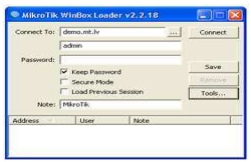 MikroTik WinBox Loader v2.2.18
Connect To: demo.mt.lv ... Connect
admin
Password:
Keep Password Save
Secure Mode Remove
Load Previous Session Tools...
Note: MikroTik
Address User Note